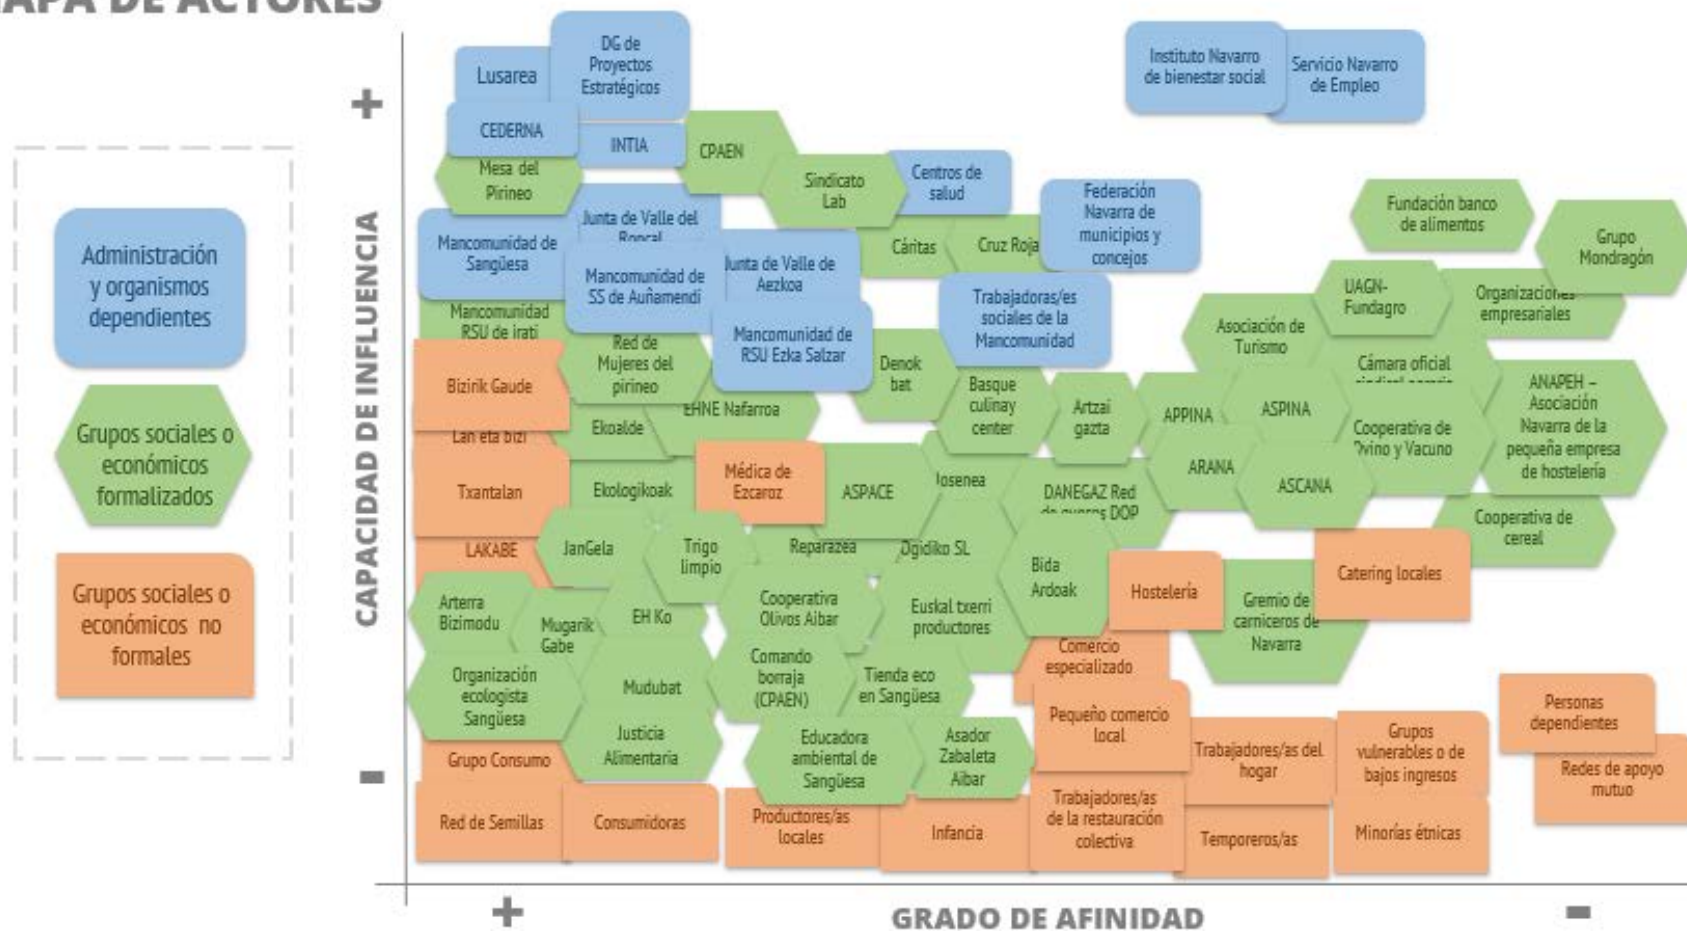 MAPA DE ACTORES
Administración
y organismos
dependientes
Grupos sociales o
económicos
formalizados
Grupos sociales o
económicos no
formales
CAPACIDAD DE INFLUENCIA
+
-
Lusarea
DG de
Proyectos
Estratégicos
Instituto Navarro
de bienestar social
Servicio Navarro
de Empleo
CEDERNA
INTIA
CPAEN
Mesa del
Pirineo
Sindicato
Lab
Centros de
salud
Federación
Navarra de
municipios y
concejos
Fundación banco
de alimentos
Grupo
Mondragón
Mancomunidad de
Sangüesa
Junta de Valle del
Roncal
Mancomunidad de
SS de Auñamendi
Junta de Valle de
Aezkoa
Cáritas
Cruz Roja
Mancomunidad de
RSU Ezka Salzar
Trabajadoras/es
sociales de la
Mancomunidad
UAGN-
Fundagro
Organizaciones
empresariales
Mancomunidad
RSU de irati
Red de
Mujeres del
pirineo
Asociación de
Turismo
Cámara oficial
Bizirik Gaude
EHNE Nafarroa
Denok
bat
Basque
culinay
center
Artzai
gazta
APPINA
ASPINA
Cooperativa de
Ovino y Vacuno
ANAPEH –
Asociación
Navarra de la
pequeña empresa
de hostelería
Lan eta bizi
Ekoalde
Txantalan
Ekologikoak
Médica de
Ezcaroz
ASPACE
Josenea
DANEGAZ Red
de quesos DOP
ARANA
ASCANA
Cooperativa de
cereal
LAKABE
JanGela
Trigo
limpio
Reparazea
Ogidiko SL
Bida
Ardoak
Hostelería
Catering locales
Arterra
Bizimodu
Mugarik
Gabe
EH Ko
Cooperativa
Olivos Aibar
Euskal txerri
productores
Gremio de
carniceros de
Navarra
Organización
ecologista
Sangüesa
Mudubat
Comando
borraja
(CPAEN)
Tienda eco
en Sangüesa
Comercio
especializado
Pequeño comercio
local
Personas
dependientes
Grupo Consumo
Justicia
Alimentaria
Educadora
ambiental de
Sangüesa
Asador
Zabaleta
Aibar
Trabajadores/as del
hogar
Grupos
vulnerables o de
bajos ingresos
Redes de apoyo
mutuo
Red de Semillas
Consumidoras
Productores/as
locales
Infancia
Trabajadores/as
de la restauración
colectiva
Temporeros/as
Minorías étnicas
+
GRADO DE AFINIDAD
-